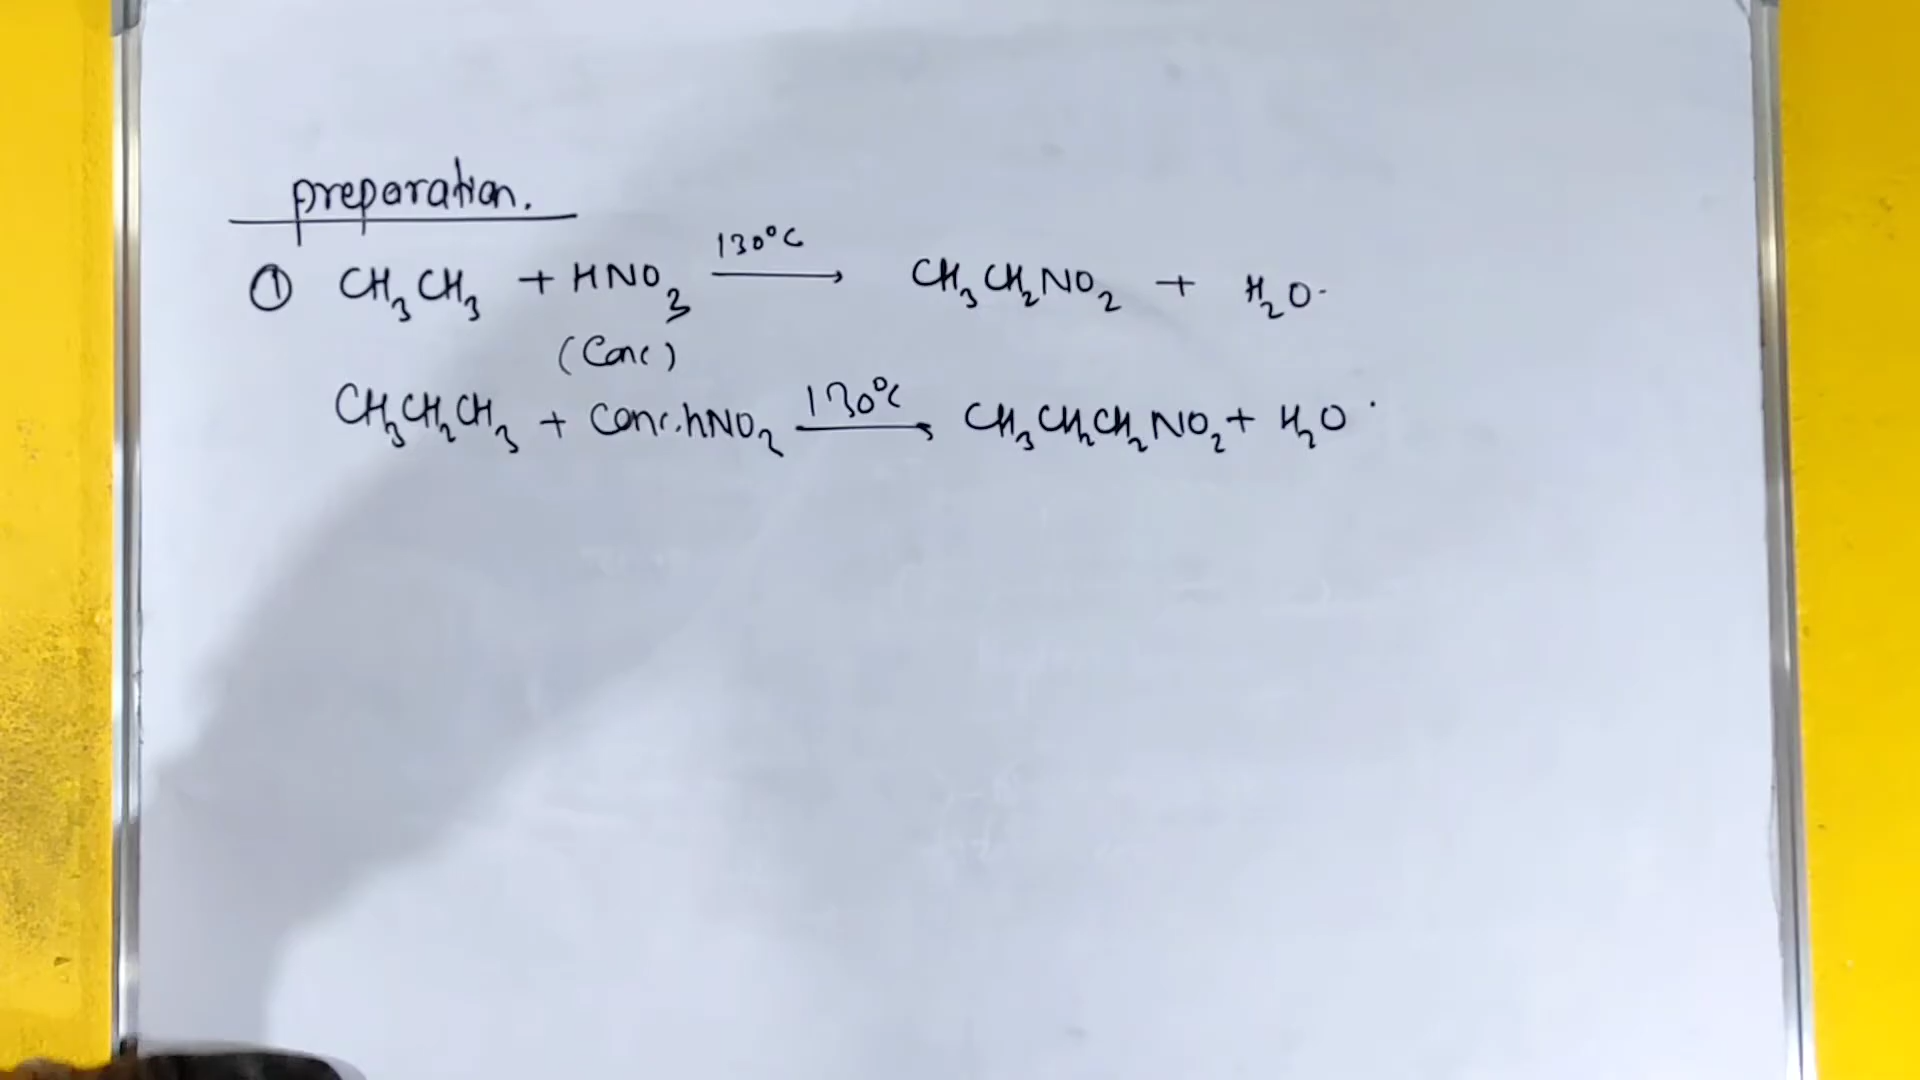 preparation.
130°C
① CH₃CH₃ + HNO₃ ⟶ CH₃CH₂NO₂ + H₂O.
(Conc)
130°C
CH₃CH₂CH₃ + Conc.hNO₂ ⟶ CH₃CH₂CH₂NO₂ + H₂O.